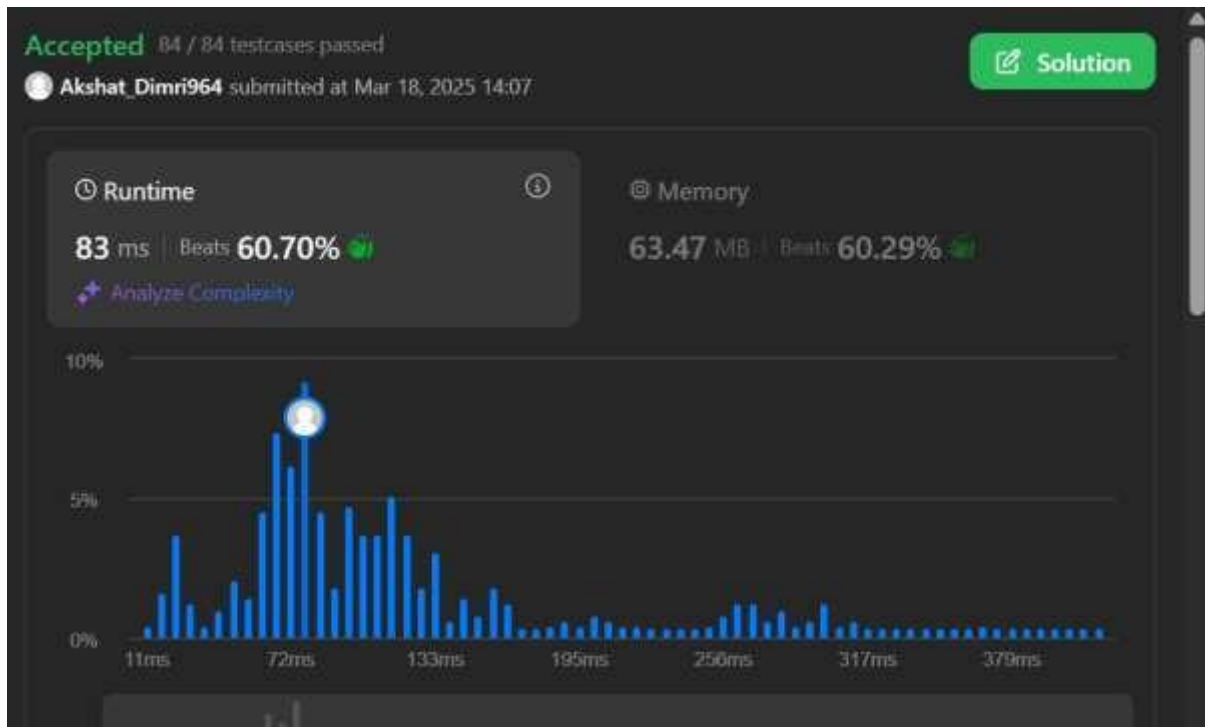 Accepted 84 / 84 testcases passed
Solution
Akshat_Dimri964 submitted at Mar 18, 2025 14:07
Runtime
Memory
83 ms | Beats 60.70%
63.47 MB | Beats 60.29%
Analyze Complexity
10%
5%
0%
11ms 72ms 133ms 195ms 256ms 317ms 379ms